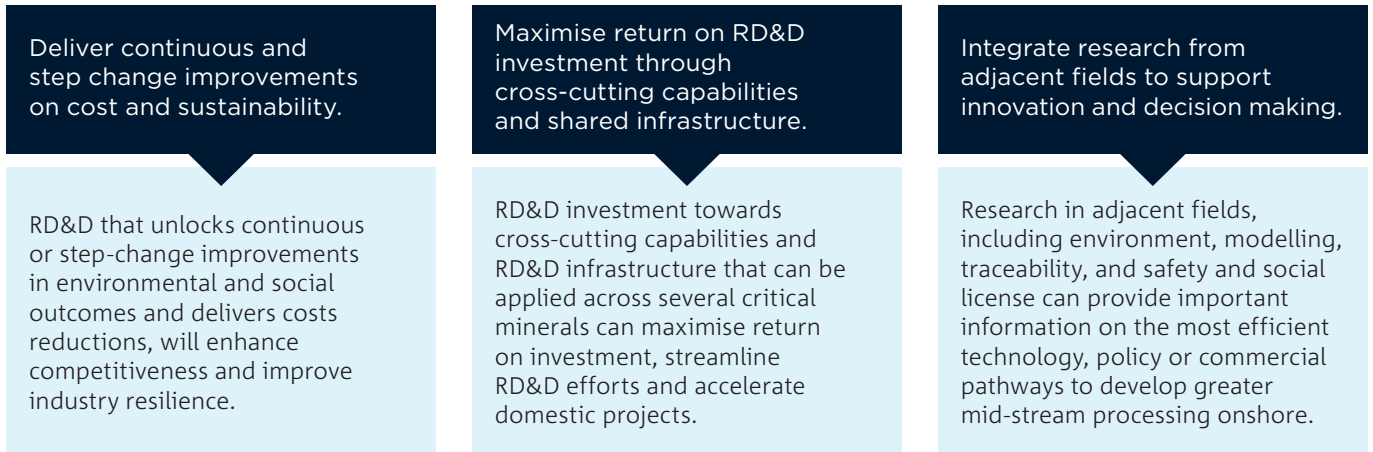 Deliver continuous and
step change improvements
on cost and sustainability.
RD&D that unlocks continuous
or step-change improvements
in environmental and social
outcomes and delivers costs
reductions, will enhance
competitiveness and improve
industry resilience.
Maximise return on RD&D
investment through
cross-cutting capabilities
and shared infrastructure.
RD&D investment towards
cross-cutting capabilities and
RD&D infrastructure that can be
applied across several critical
minerals can maximise return
on investment, streamline
RD&D efforts and accelerate
domestic projects.
Integrate research from
adjacent fields to support
innovation and decision making.
Research in adjacent fields,
including environment, modelling,
traceability, and safety and social
license can provide important
information on the most efficient
technology, policy or commercial
pathways to develop greater
mid-stream processing onshore.